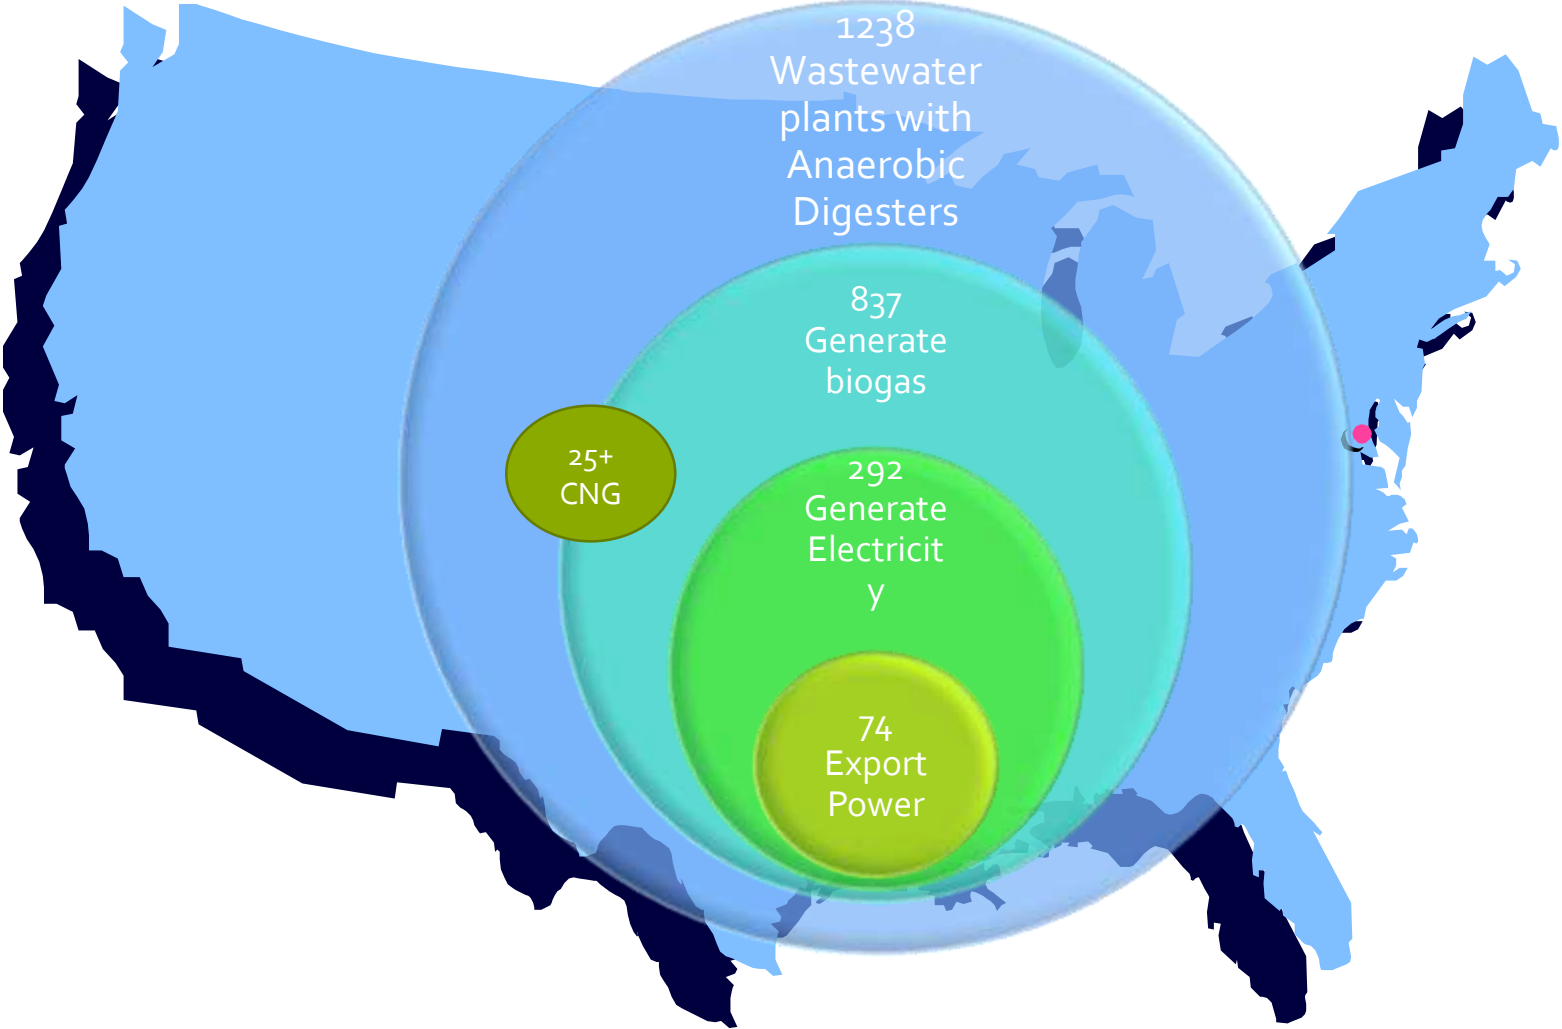 1238
Wastewater
plants with
Anaerobic
Digesters
837
Generate
biogas
25+
CNG
292
Generate
Electricit
y
74
Export
Power